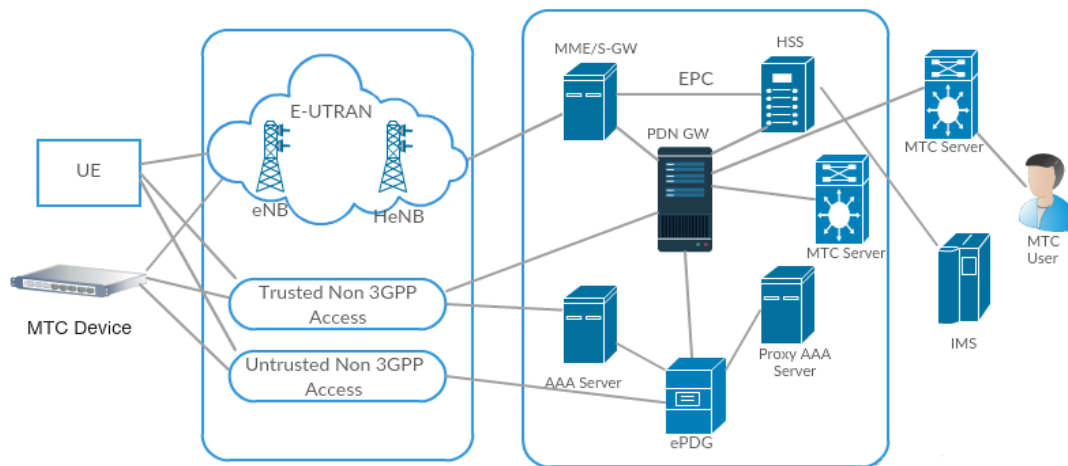 UE
MTC Device
E-UTRAN
eNB
HeNB
Trusted Non 3GPP
Access
Untrusted Non 3GPP
Access
MME/S-GW
EPC
HSS
PDN GW
MTC Server
AAA Server
Proxy AAA
Server
ePDG
MTC Server
MTC
User
IMS